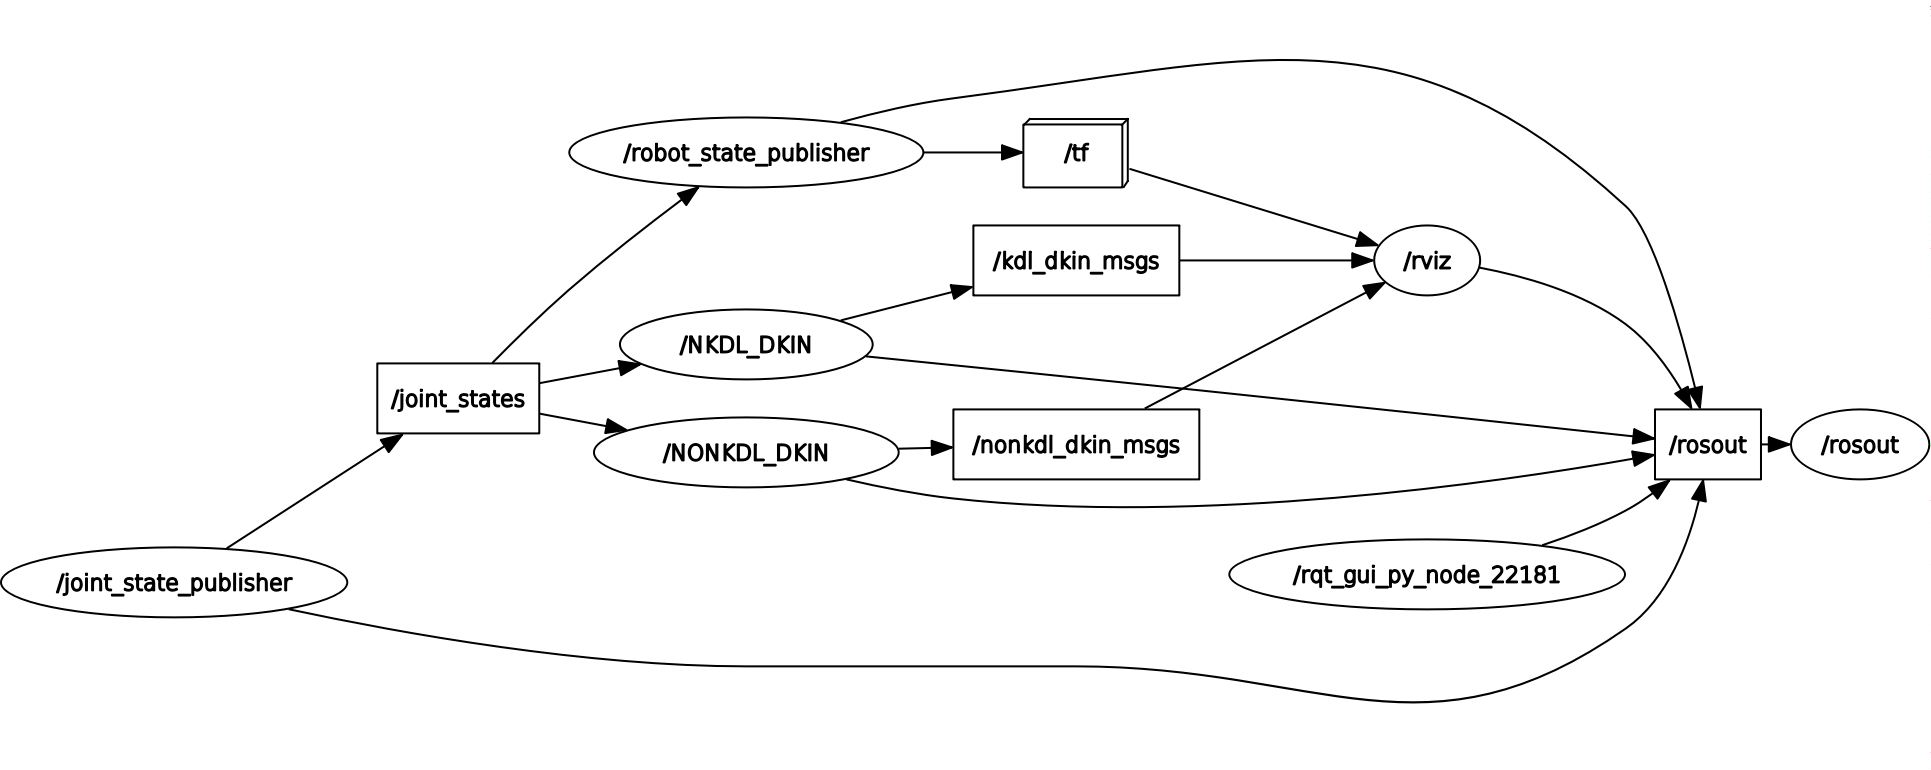 /robot_state_publisher
/tf
/kdl_dkin_msgs
/rviz
/NKDL_DKIN
/joint_states
/NONKDL_DKIN
/nonkdl_dkin_msgs
/rosout
/rosout
/joint_state_publisher
/rqt_gui_py_node_22181